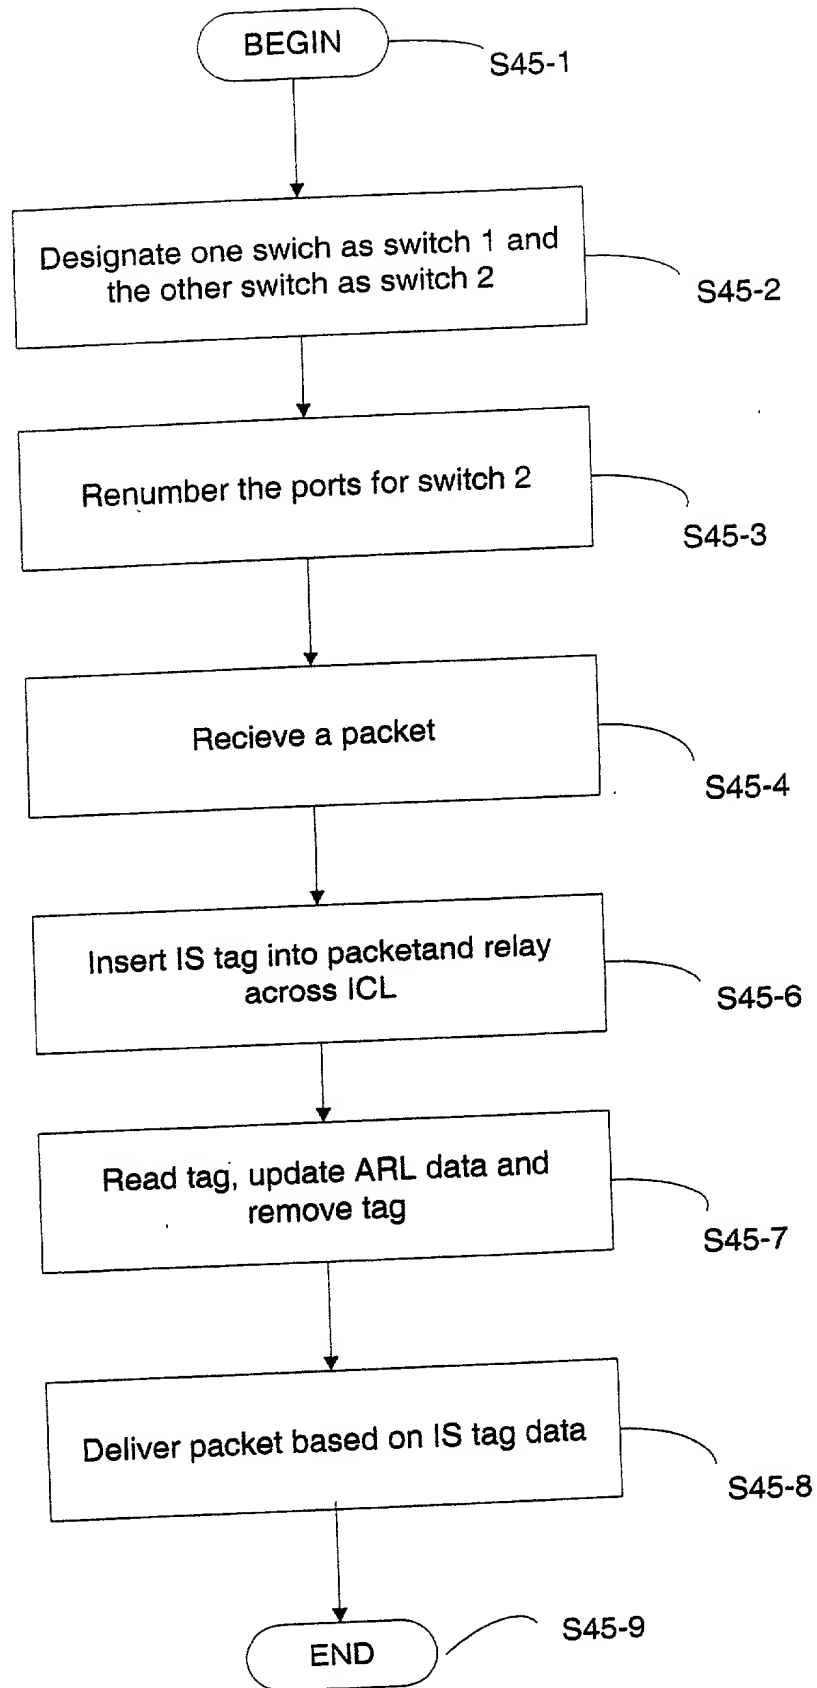 BEGIN
S45-1
Designate one swich as switch 1 and
the other switch as switch 2
S45-2
Renumber the ports for switch 2
S45-3
Recieve a packet
S45-4
Insert IS tag into packetand relay
across ICL
S45-6
Read tag, update ARL data and
remove tag
S45-7
Deliver packet based on IS tag data
S45-8
END
S45-9